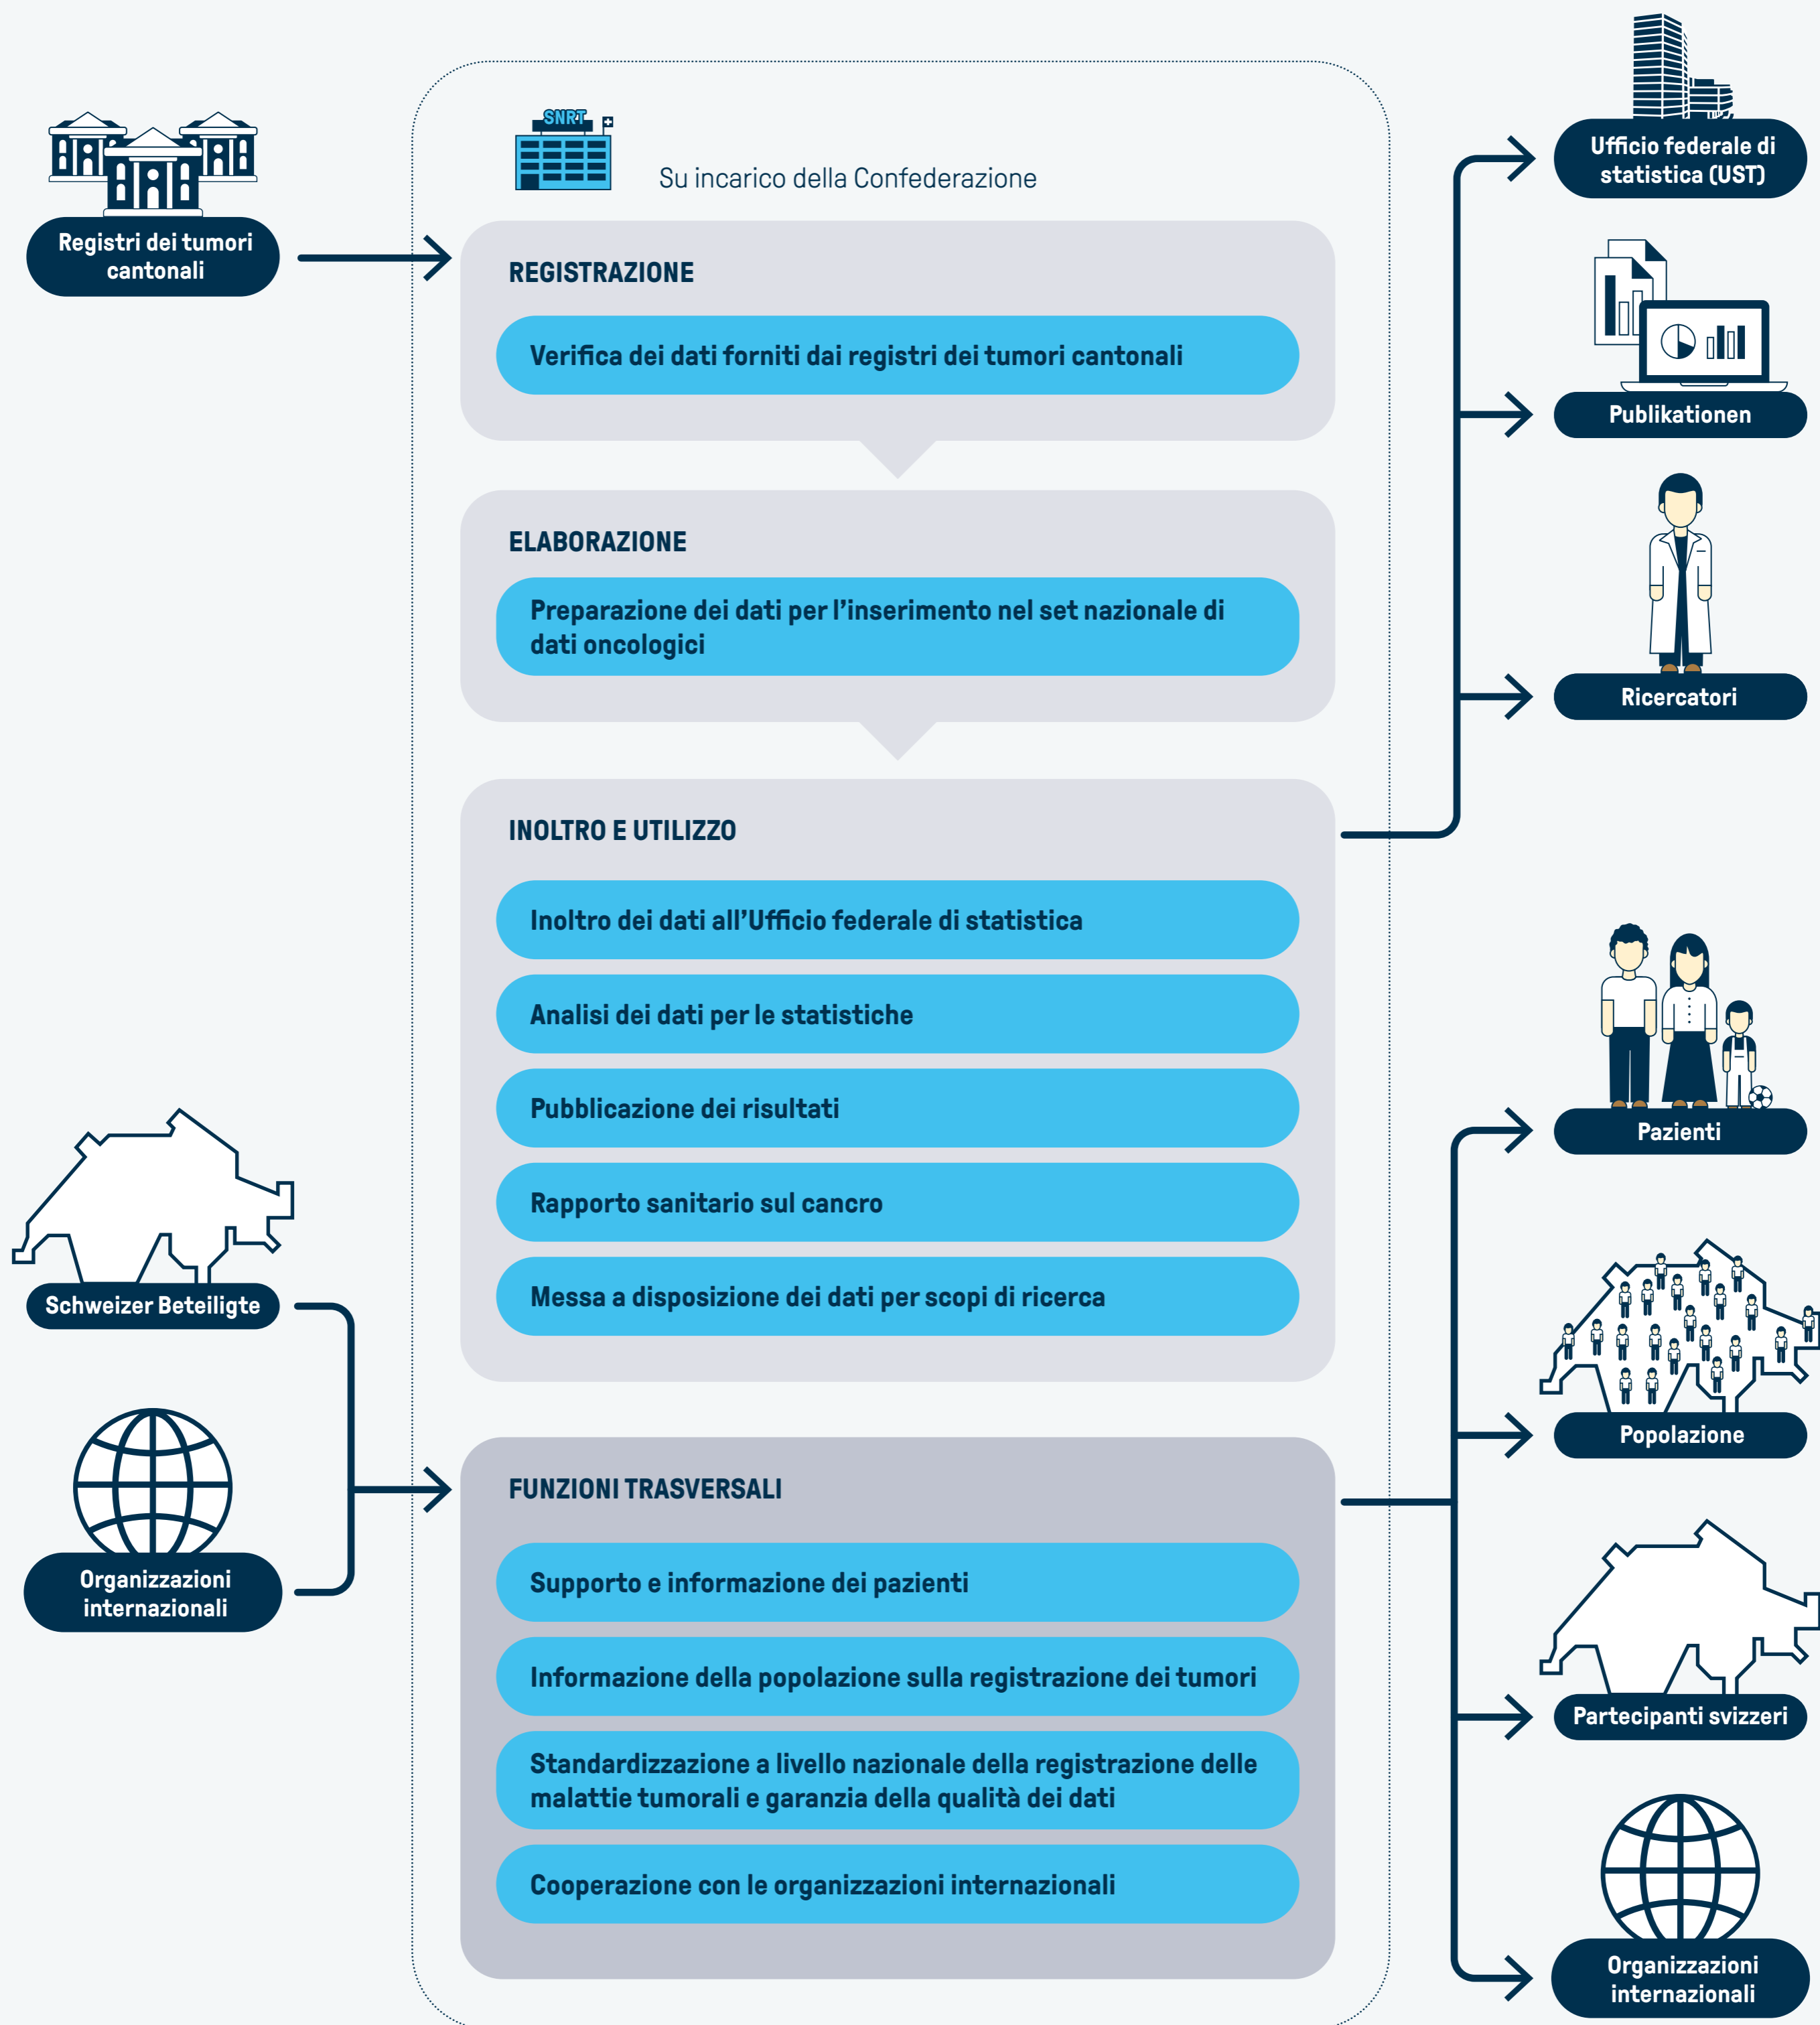 SNRT
Su incarico della Confederazione
Registri dei tumori
cantonali
REGISTRAZIONE
Verifica dei dati forniti dai registri dei tumori cantonali
ELABORAZIONE
Preparazione dei dati per l’inserimento nel set nazionale di
dati oncologici
INOLTRO E UTILIZZO
Inoltro dei dati all’Ufficio federale di statistica
Analisi dei dati per le statistiche
Pubblicazione dei risultati
Rapporto sanitario sul cancro
Messa a disposizione dei dati per scopi di ricerca
Schweizer Beteiligte
Organizzazioni
internazionali
FUNZIONI TRASVERSALI
Supporto e informazione dei pazienti
Informazione della popolazione sulla registrazione dei tumori
Standardizzazione a livello nazionale della registrazione delle
malattie tumorali e garanzia della qualità dei dati
Cooperazione con le organizzazioni internazionali
Ufficio federale di
statistica (UST)
Publikationen
Ricercatori
Pazienti
Popolazione
Partecipanti svizzeri
Organizzazioni
internazionali